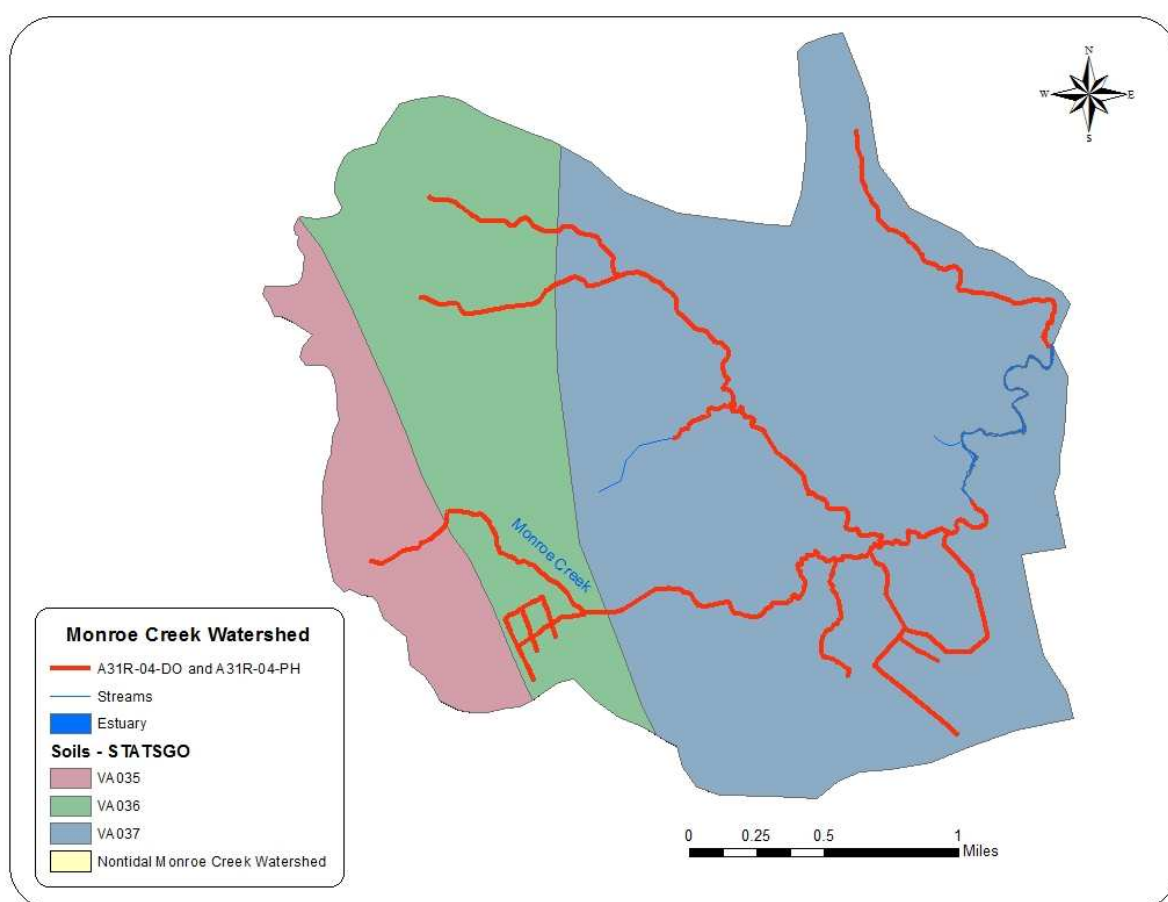 N
W E
S
Monroe Creek
Monroe Creek Watershed
A31R-04-DO and A31R-04-PH
Streams
Estuary
Soils - STATSGO
VA035
VA036
VA037
Nontidal Monroe Creek Watershed
0 0.25 0.5 1
Miles